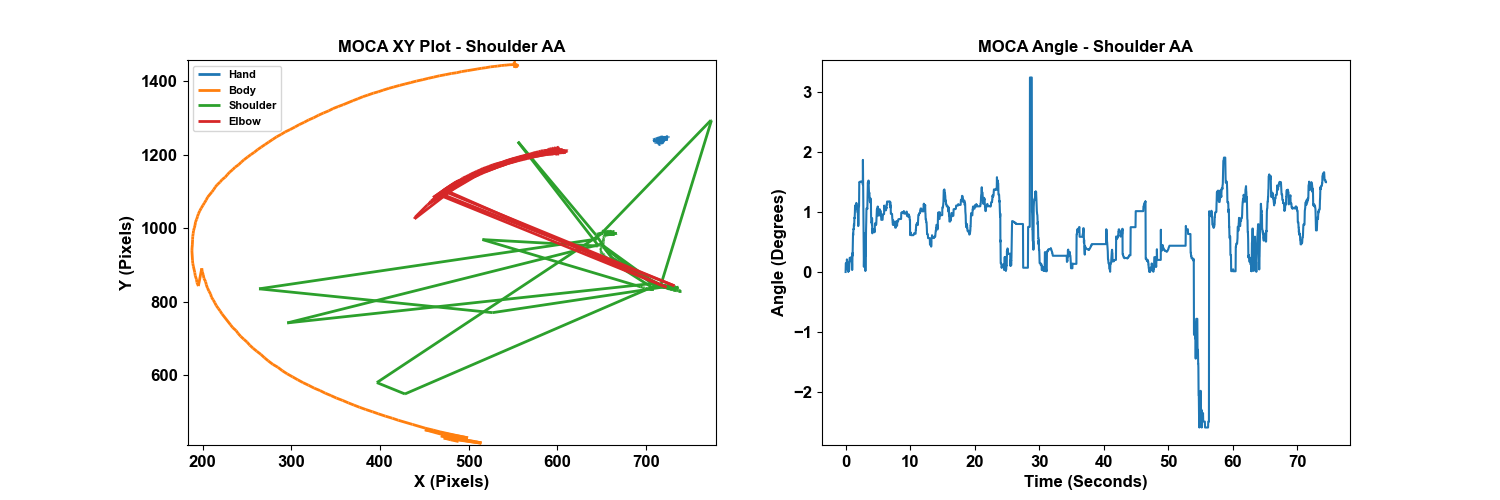 MOCA XY Plot - Shoulder AA
Hand
Body
Shoulder
Elbow
1400
1200
1000
800
600
Y (Pixels)
200 300 400 500 600 700
X (Pixels)
MOCA Angle - Shoulder AA
3
2
1
0
−1
−2
Angle (Degrees)
0 10 20 30 40 50 60 70
Time (Seconds)